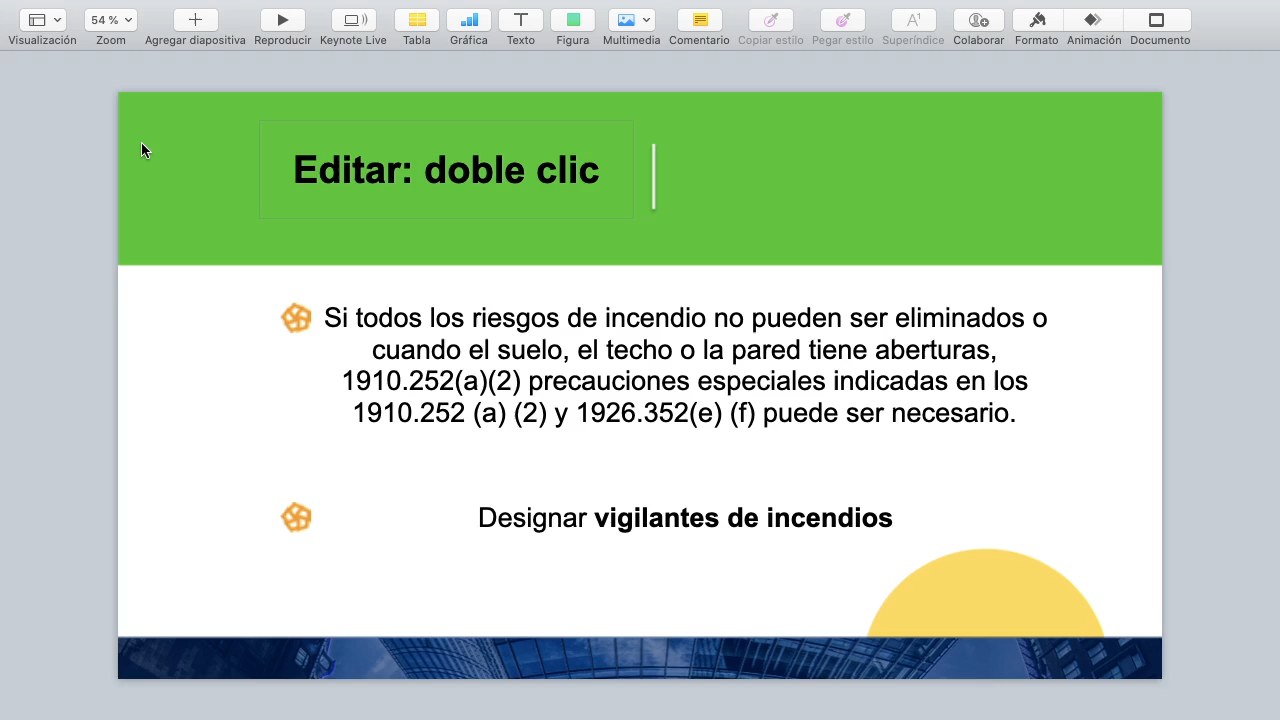 54 %
Visualización Zoom Agregar diapositiva Reproducir Keynote Live Tabla Gráfica Texto Figura Multimedia Comentario Copiar estilo Pegar estilo Superíndice Colaborar Formato Animación Documento
Editar: doble clic
Si todos los riesgos de incendio no pueden ser eliminados o
cuando el suelo, el techo o la pared tiene aberturas,
1910.252(a)(2) precauciones especiales indicadas en los
1910.252 (a) (2) y 1926.352(e) (f) puede ser necesario.
Designar vigilantes de incendios